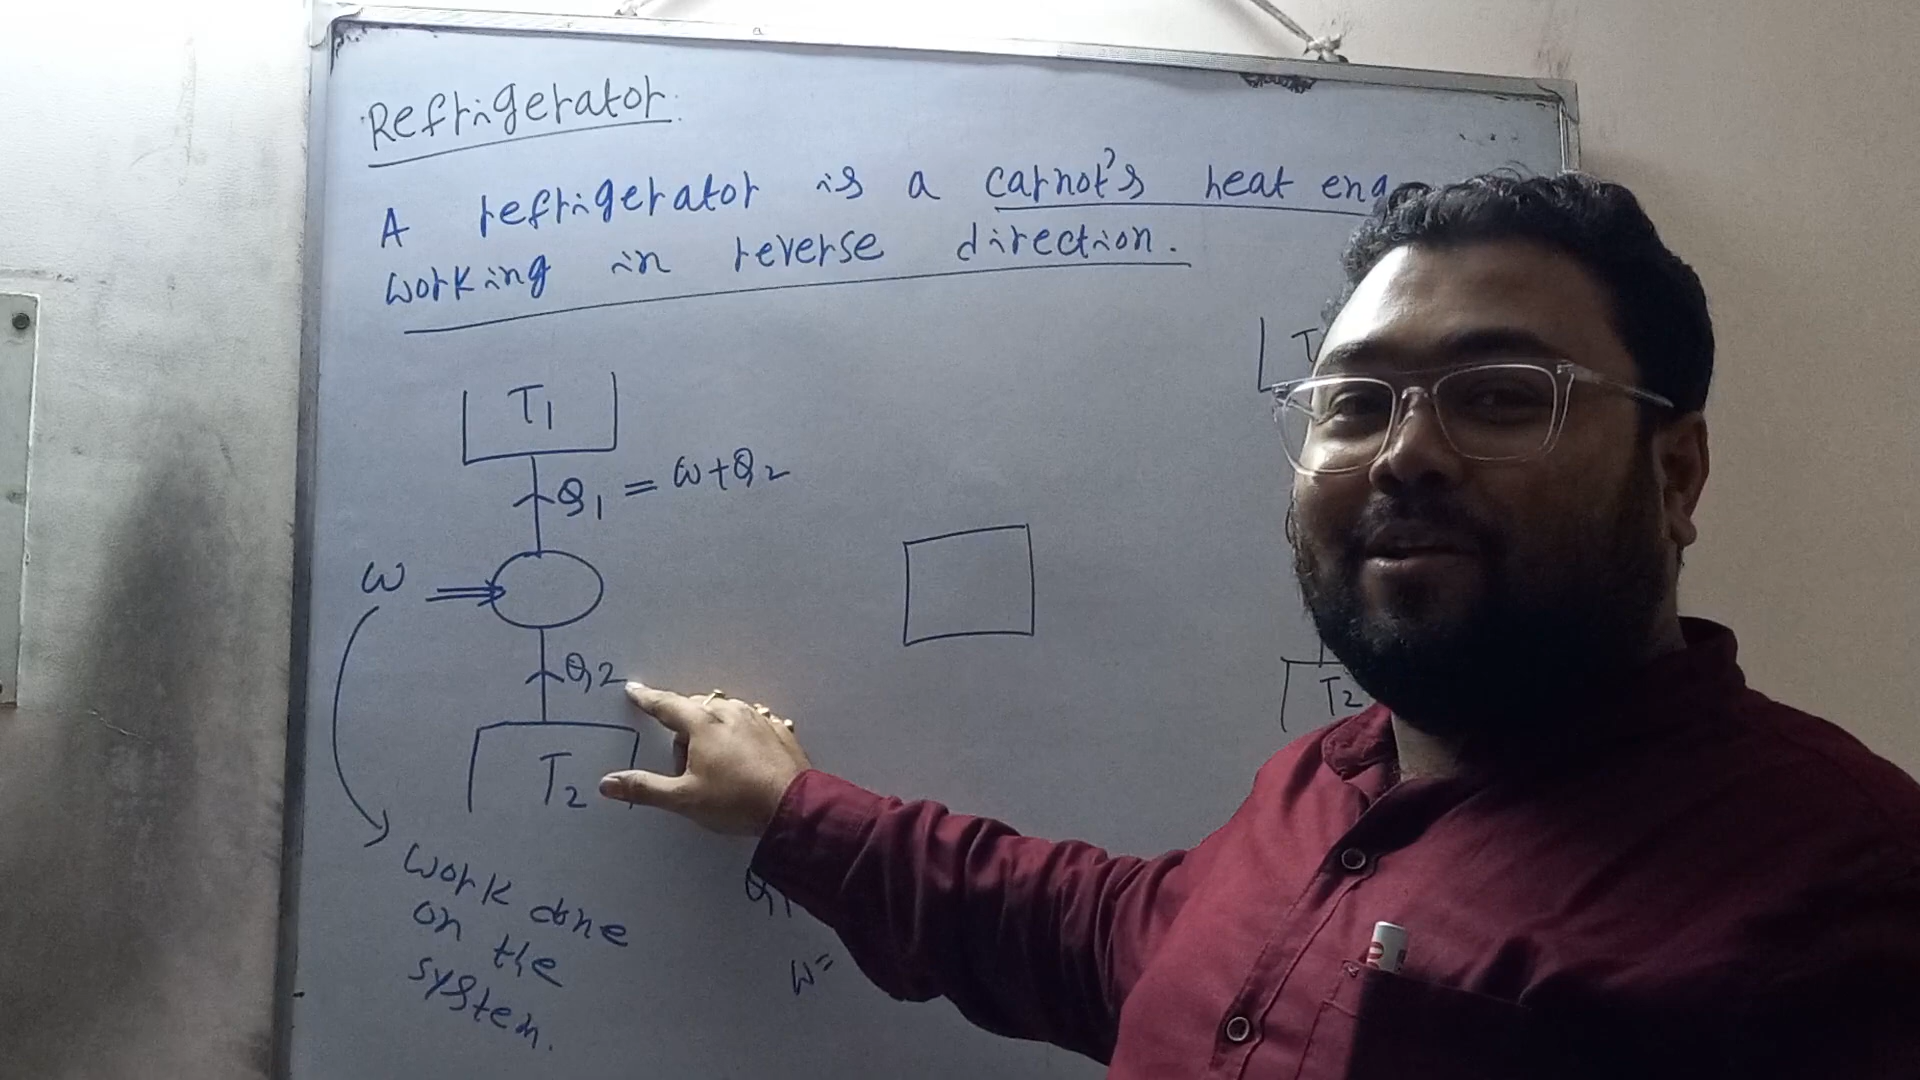 Refrigerator:
A refrigerator is a carnot's heat
working in reverse direction.
T1
Q1 = W+Q2
W
Q2
T2
work done
on the
system.
W=
T2